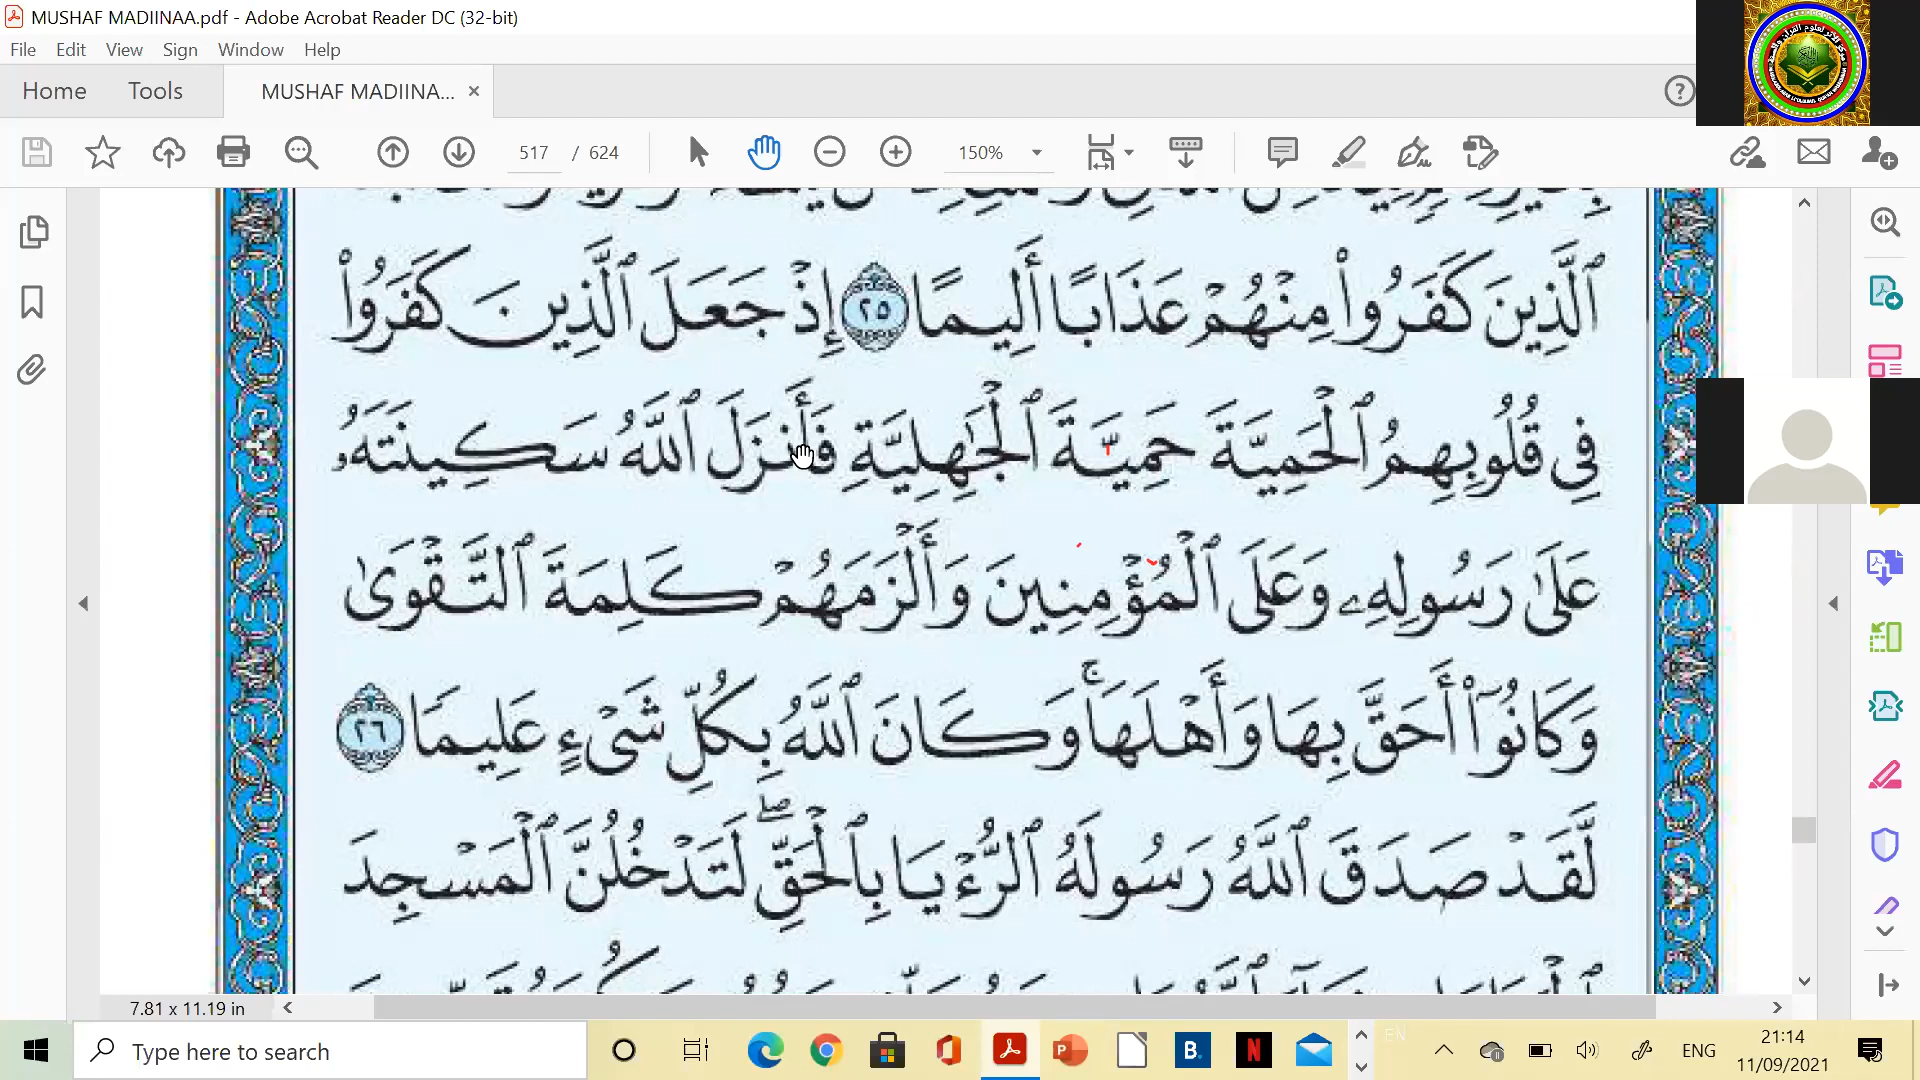 MUSHAF MADIINAA.pdf - Adobe Acrobat Reader DC (32-bit)
File Edit View Sign Window Help
Home Tools MUSHAF MADIINA... ×
517 / 624 150%
ٱلَّذِينَ كَفَرُوا۟ مِنْهُمْ عَذَابًا أَلِيمًا ٢٥ إِذْ جَعَلَ ٱلَّذِينَ كَفَرُوا۟
فِى قُلُوبِهِمُ ٱلْحَمِيَّةَ حَمِيَّةَ ٱلْجَٰهِلِيَّةِ فَأَنزَلَ ٱللَّهُ سَكِينَتَهُۥ
عَلَىٰ رَسُولِهِۦ وَعَلَى ٱلْمُؤْمِنِينَ وَأَلْزَمَهُمْ كَلِمَةَ ٱلتَّقْوَىٰ
وَكَانُوٓا۟ أَحَقَّ بِهَا وَأَهْلَهَا ۚ وَكَانَ ٱللَّهُ بِكُلِّ شَىْءٍ عَلِيمًا ٢٦
لَّقَدْ صَدَقَ ٱللَّهُ رَسُولَهُ ٱلرُّءْيَا بِٱلْحَقِّ ۖ لَتَدْخُلُنَّ ٱلْمَسْجِدَ
7.81 x 11.19 in
Type here to search
B.
N
EN
ENG
21:14
11/09/2021